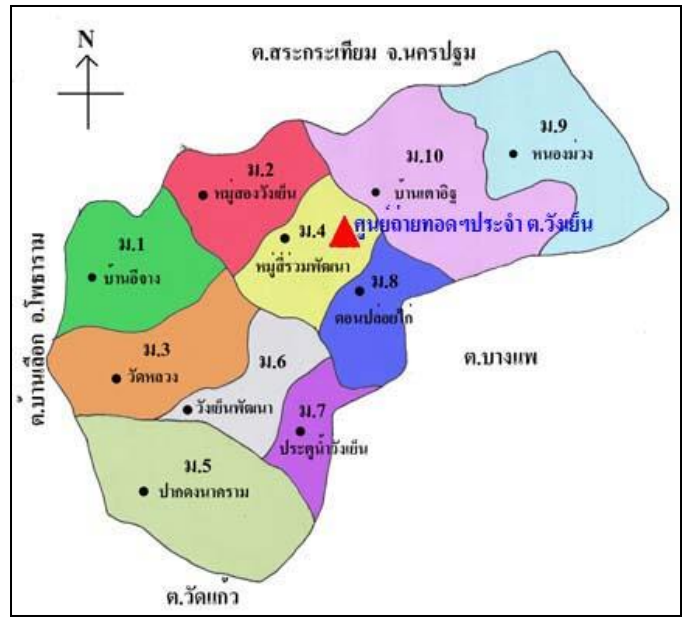 N
ต.สระกระเทียม จ.นครปฐม
ม.9
หนองม่วง
ม.10
บ้านเตาอิฐ
ม.2
หมู่สองวังเย็น
ศูนย์ถ่ายทอดฯประจำ ต.วังเย็น
ม.4
หมู่สี่ร่วมพัฒนา
ม.1
บ้านอีจาง
ม.8
ดอนปล่อยไก่
ต.บ้านเลือก อ.โพธาราม
ม.3
วัดหลวง
ม.6
วังเย็นพัฒนา
ต.บางแพ
ม.7
ประตูน้ำวังเย็น
ม.5
ปากดงนาคราม
ต.วัดแก้ว